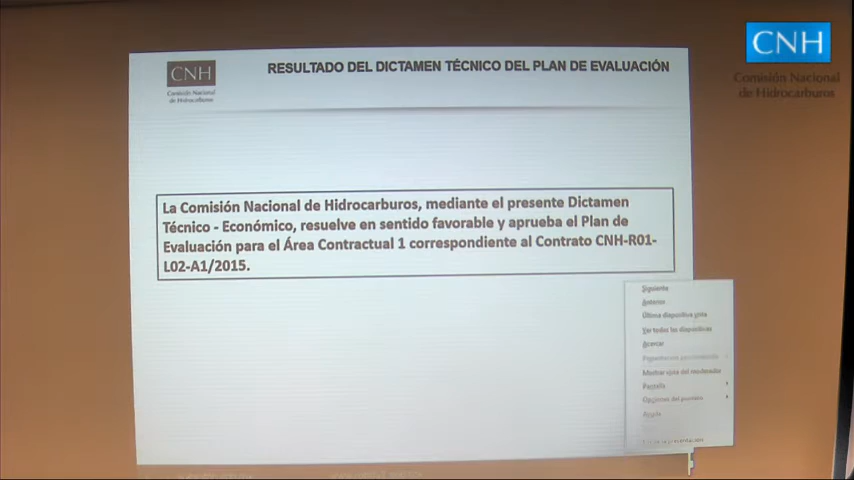 CNH
Comisión Nacional
de Hidrocarburos
CNH
Comisión Nacional
de Hidrocarburos
RESULTADO DEL DICTAMEN TÉCNICO DEL PLAN DE EVALUACIÓN
La Comisión Nacional de Hidrocarburos, mediante el presente Dictamen
Técnico - Económico, resuelve en sentido favorable y aprueba el Plan de
Evaluación para el Área Contractual 1 correspondiente al Contrato CNH-R01-
L02-A1/2015.
Siguiente
Anterior
Última diapositiva vista
Ver todas las diapositivas
Acercar
Mostrar vista del moderador
Pantalla
Opciones del puntero
Ayuda